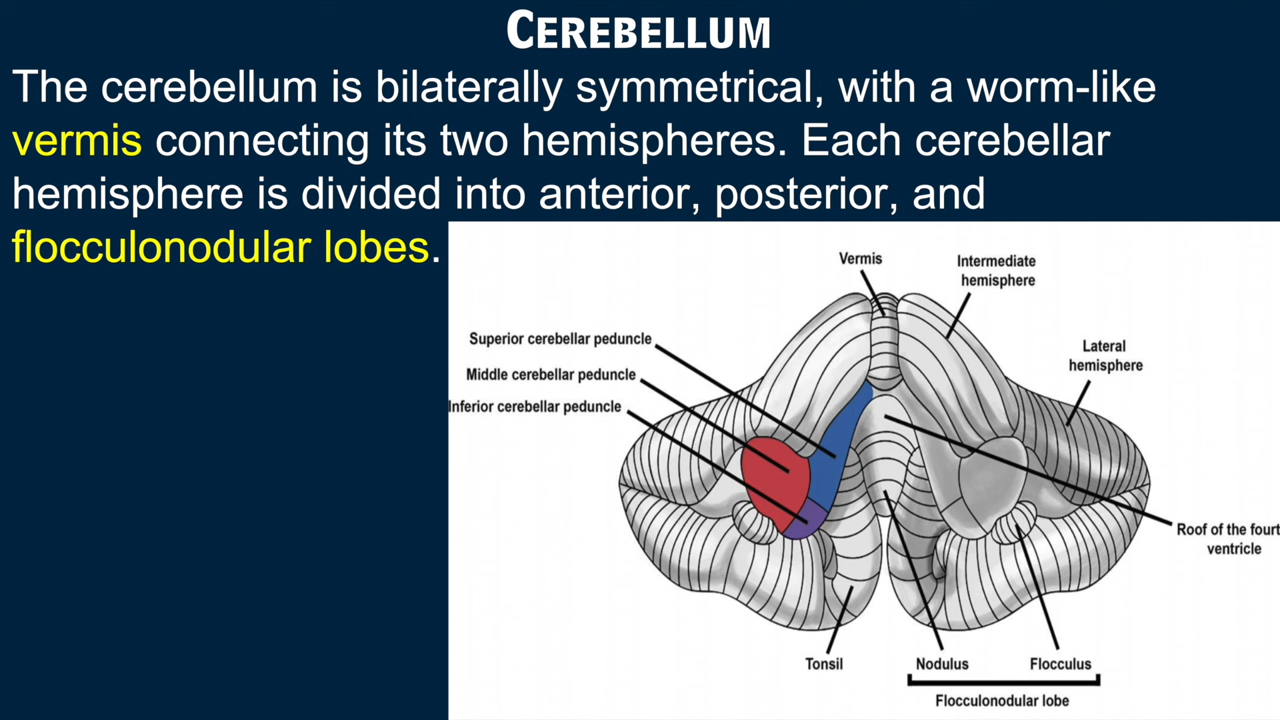 CEREBELLUM
The cerebellum is bilaterally symmetrical, with a worm-like
vermis connecting its two hemispheres. Each cerebellar
hemisphere is divided into anterior, posterior, and
flocculonodular lobes.
Vermis
Intermediate
hemisphere
Superior cerebellar peduncle
Middle cerebellar peduncle
Inferior cerebellar peduncle
Lateral
hemisphere
Roof of the fourt
ventricle
Tonsil
Nodulus
Flocculus
Flocculonodular lobe